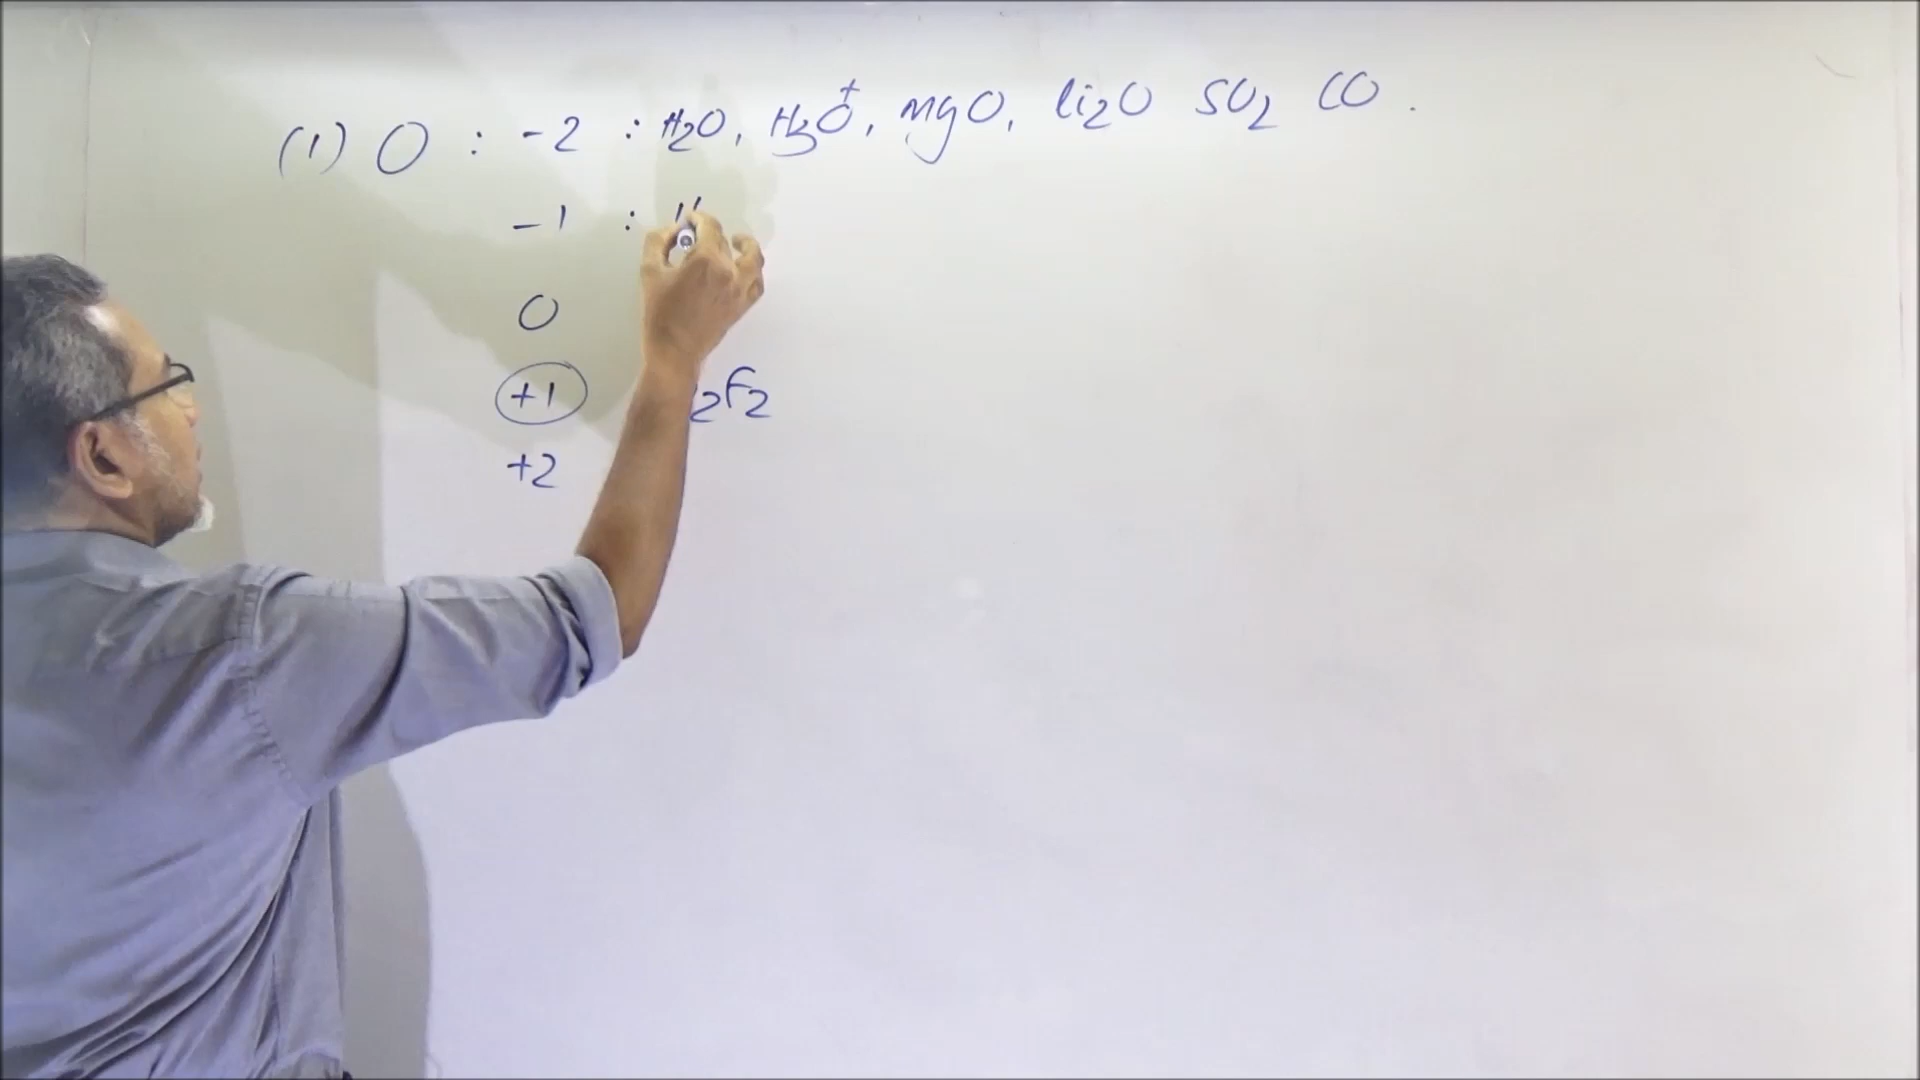 (1) O : -2 : H2O, H3O+, MgO, Li2O SO2 CO.
-1 :
0
+1 2F2
+2